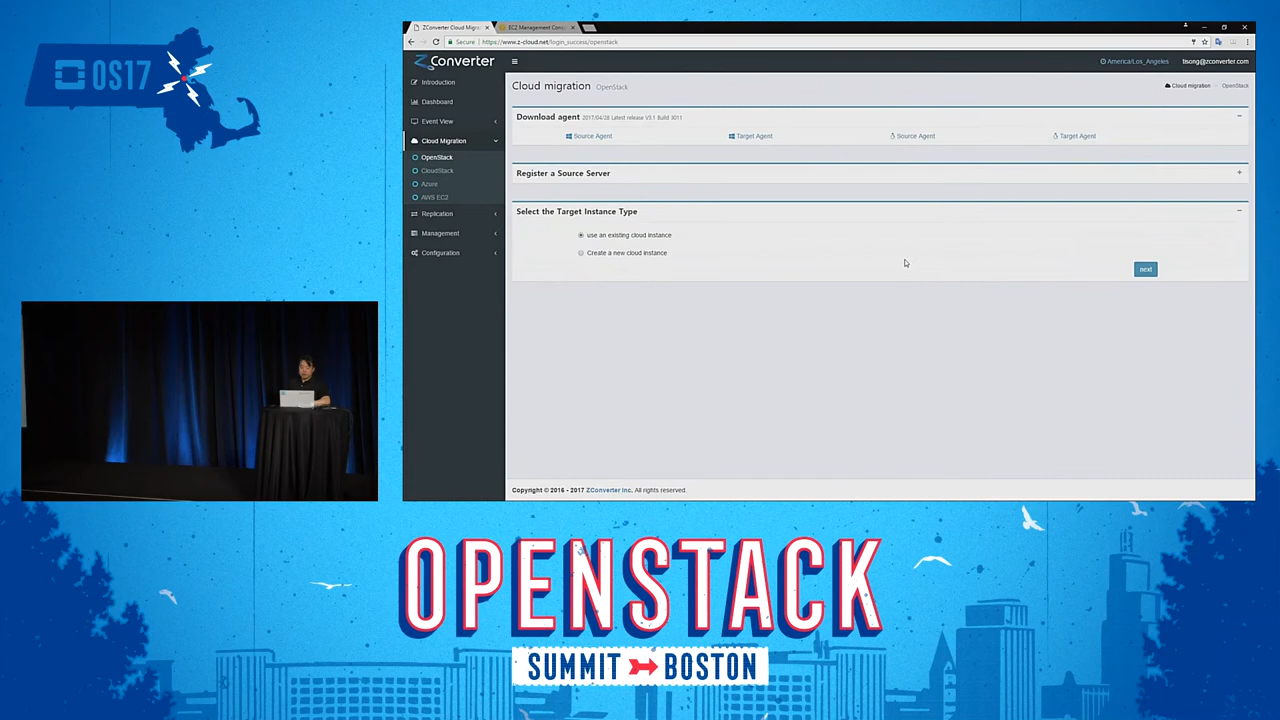 OS17
ZConverter Cloud Migr
EC2 Management Cons
Secure
https://www.z-cloud.net/login_success/openstack
ZConverter
America/Los_Angeles
tisong@zconverter.com
Introduction
Dashboard
Event View
Cloud Migration
OpenStack
CloudStack
Azure
AWS EC2
Replication
Management
Configuration
Cloud migration OpenStack
Cloud migration - OpenStack
Download agent 2017/04/28 Latest release V3.1 Build 3011
Source Agent
Target Agent
Source Agent
Target Agent
Register a Source Server
Select the Target Instance Type
use an existing cloud instance
Create a new cloud instance
next
Copyright © 2016 - 2017 ZConverter Inc. All rights reserved.
OPENSTACK
SUMMIT BOSTON